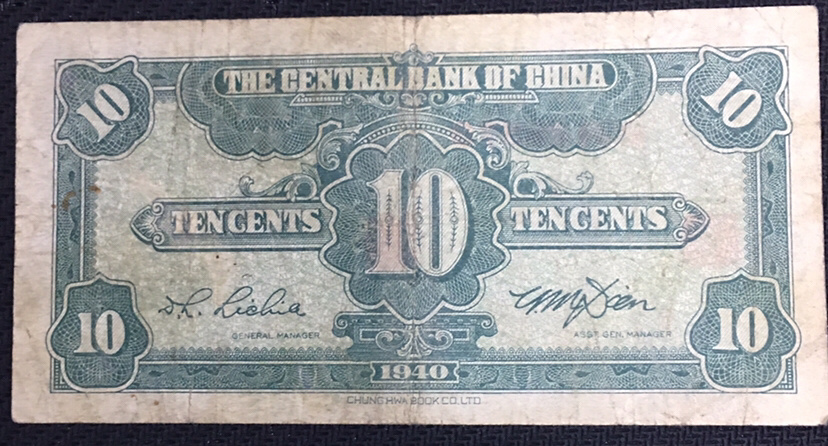 THE CENTRAL BANK OF CHINA
10 10
TEN CENTS 10 TEN CENTS
GENERAL MANAGER ASST. GEN. MANAGER
10 10
1940
CHUNG HWA BOOK CO. LTD